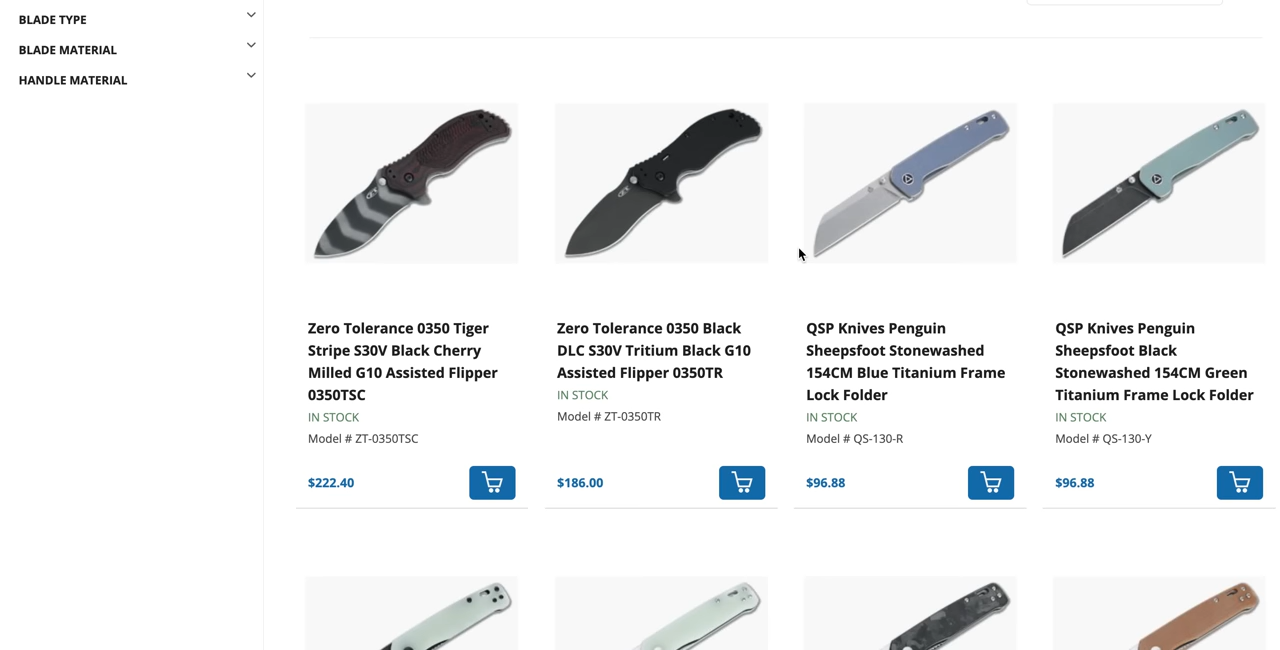 BLADE TYPE
BLADE MATERIAL
HANDLE MATERIAL
Zero Tolerance 0350 Tiger
Stripe S30V Black Cherry
Milled G10 Assisted Flipper
0350TSC
IN STOCK
Model # ZT-0350TSC
$222.40
Zero Tolerance 0350 Black
DLC S30V Tritium Black G10
Assisted Flipper 0350TR
IN STOCK
Model # ZT-0350TR
$186.00
QSP Knives Penguin
Sheepsfoot Stonewashed
154CM Blue Titanium Frame
Lock Folder
IN STOCK
Model # QS-130-R
$96.88
QSP Knives Penguin
Sheepsfoot Black
Stonewashed 154CM Green
Titanium Frame Lock Folder
IN STOCK
Model # QS-130-Y
$96.88